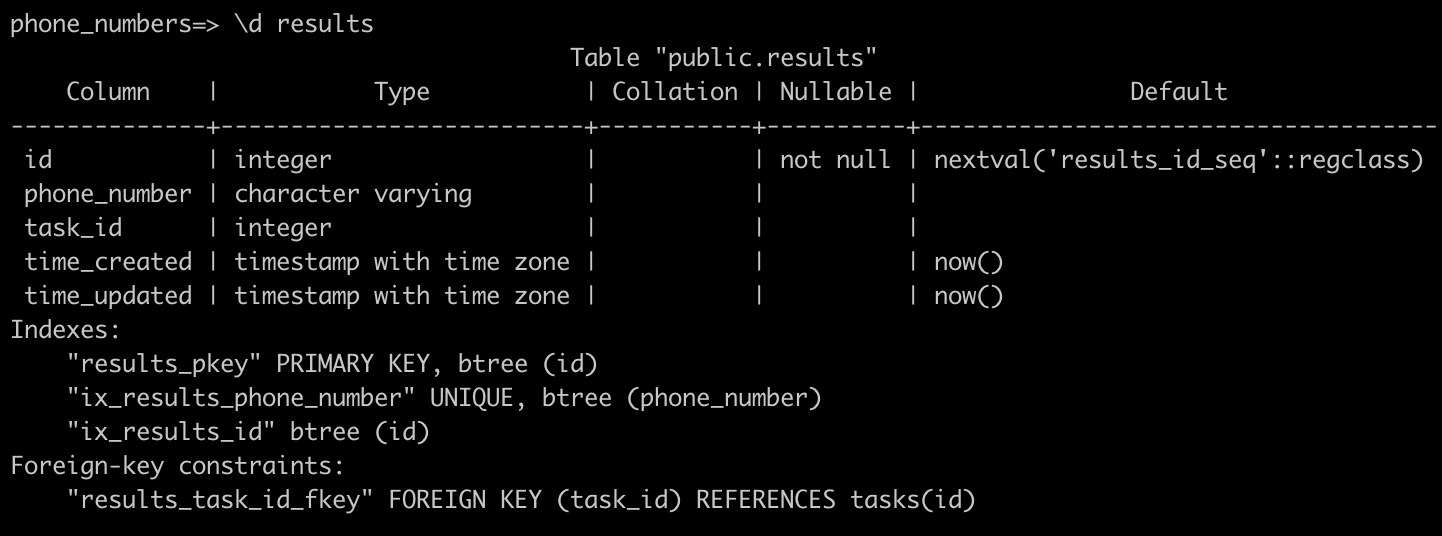 phone_numbers=> \d results
                                        Table "public.results"
    Column    |           Type           | Collation | Nullable |               Default
--------------+--------------------------+-----------+----------+-------------------------------------
 id           | integer                  |           | not null | nextval('results_id_seq'::regclass)
 phone_number | character varying        |           |          |
 task_id      | integer                  |           |          |
 time_created | timestamp with time zone |           |          | now()
 time_updated | timestamp with time zone |           |          | now()
Indexes:
    "results_pkey" PRIMARY KEY, btree (id)
    "ix_results_phone_number" UNIQUE, btree (phone_number)
    "ix_results_id" btree (id)
Foreign-key constraints:
    "results_task_id_fkey" FOREIGN KEY (task_id) REFERENCES tasks(id)